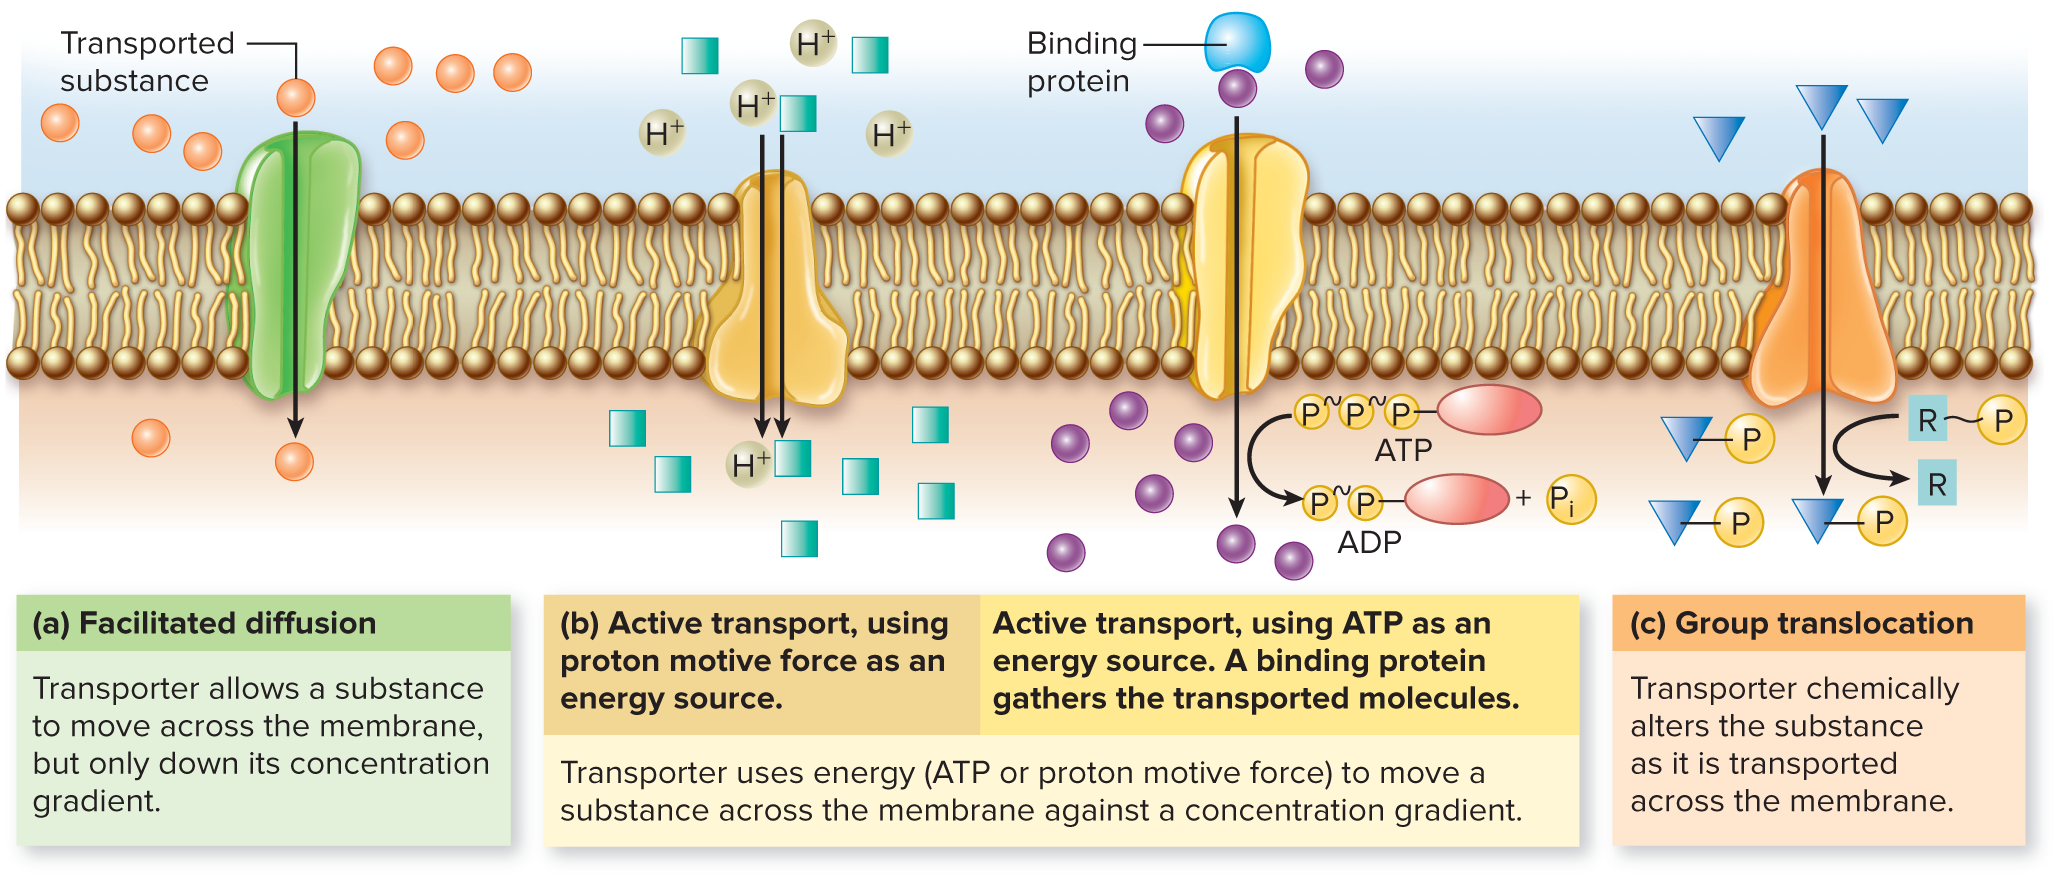 Transported
substance
H⁺
H⁺
H⁺
H⁺
H⁺
Binding
protein
P~P~P
ATP
P~P + Pᵢ
ADP
R P
R
P
P
P
(a) Facilitated diffusion
Transporter allows a substance
to move across the membrane,
but only down its concentration
gradient.
(b) Active transport, using
proton motive force as an
energy source.
Active transport, using ATP as an
energy source. A binding protein
gathers the transported molecules.
Transporter uses energy (ATP or proton motive force) to move a
substance across the membrane against a concentration gradient.
(c) Group translocation
Transporter chemically
alters the substance
as it is transported
across the membrane.